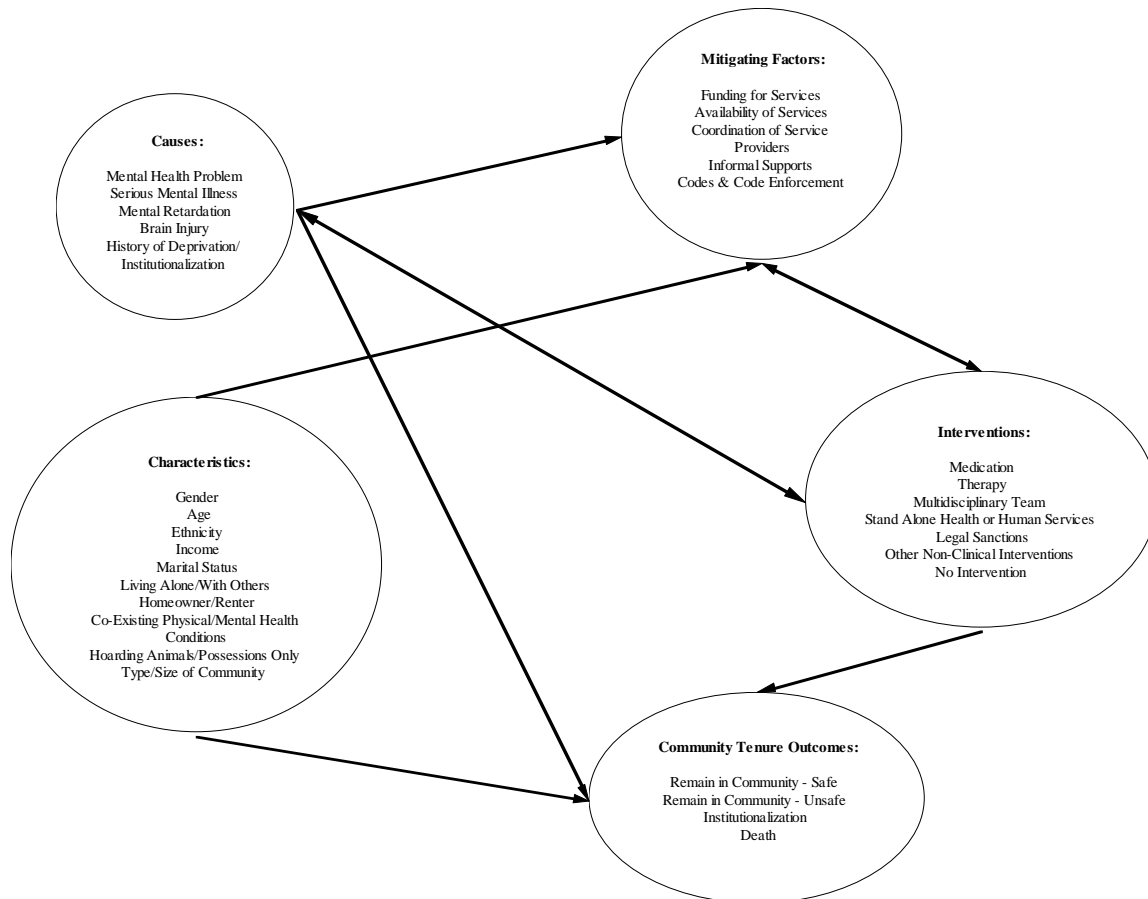 Mitigating Factors:
Funding for Services
Availability of Services
Coordination of Service
Providers
Informal Supports
Codes & Code Enforcement
Causes:
Mental Health Problem
Serious Mental Illness
Mental Retardation
Brain Injury
History of Deprivation/
Institutionalization
Characteristics:
Gender
Age
Ethnicity
Income
Marital Status
Living Alone/With Others
Homeowner/Renter
Co-Existing Physical/Mental Health
Conditions
Hoarding Animals/Possessions Only
Type/Size of Community
Interventions:
Medication
Therapy
Multidisciplinary Team
Stand Alone Health or Human Services
Legal Sanctions
Other Non-Clinical Interventions
No Intervention
Community Tenure Outcomes:
Remain in Community - Safe
Remain in Community - Unsafe
Institutionalization
Death